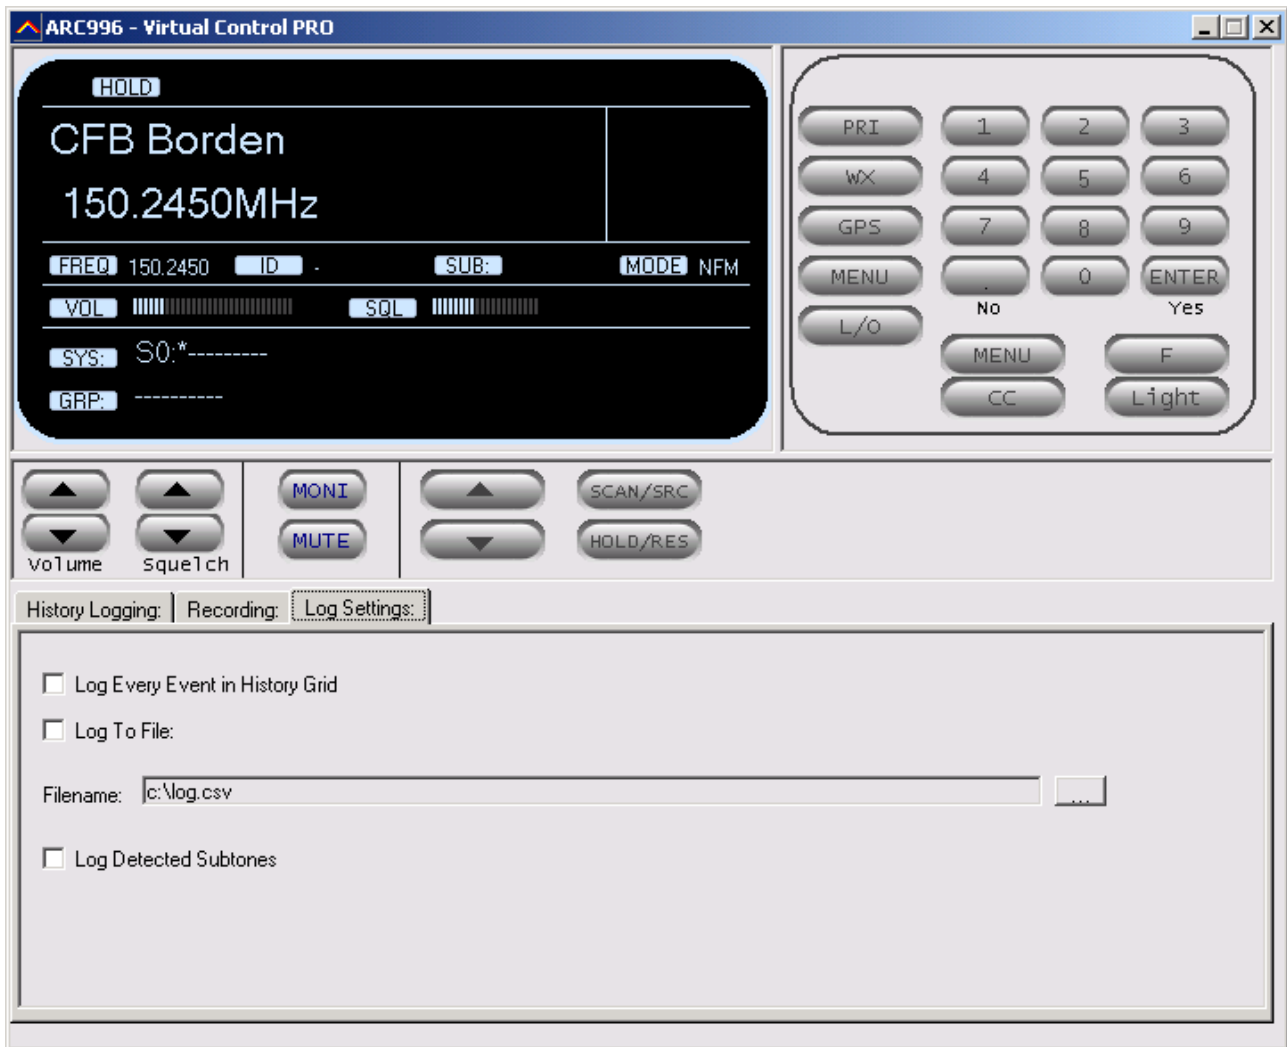 ARC996 - Virtual Control PRO
HOLD
CFB Borden
150.2450MHz
FREQ 150.2450 ID - SUB: MODE NFM
VOL SQL
SYS: S0:*---------
GRP: ----------
PRI 1 2 3
WX 4 5 6
GPS 7 8 9
MENU . 0 ENTER
No Yes
L/O
MENU F
CC Light
MONI SCAN/SRC
MUTE HOLD/RES
Volume Squelch
History Logging: Recording: Log Settings:
Log Every Event in History Grid
Log To File:
Filename: c:\log.csv ...
Log Detected Subtones